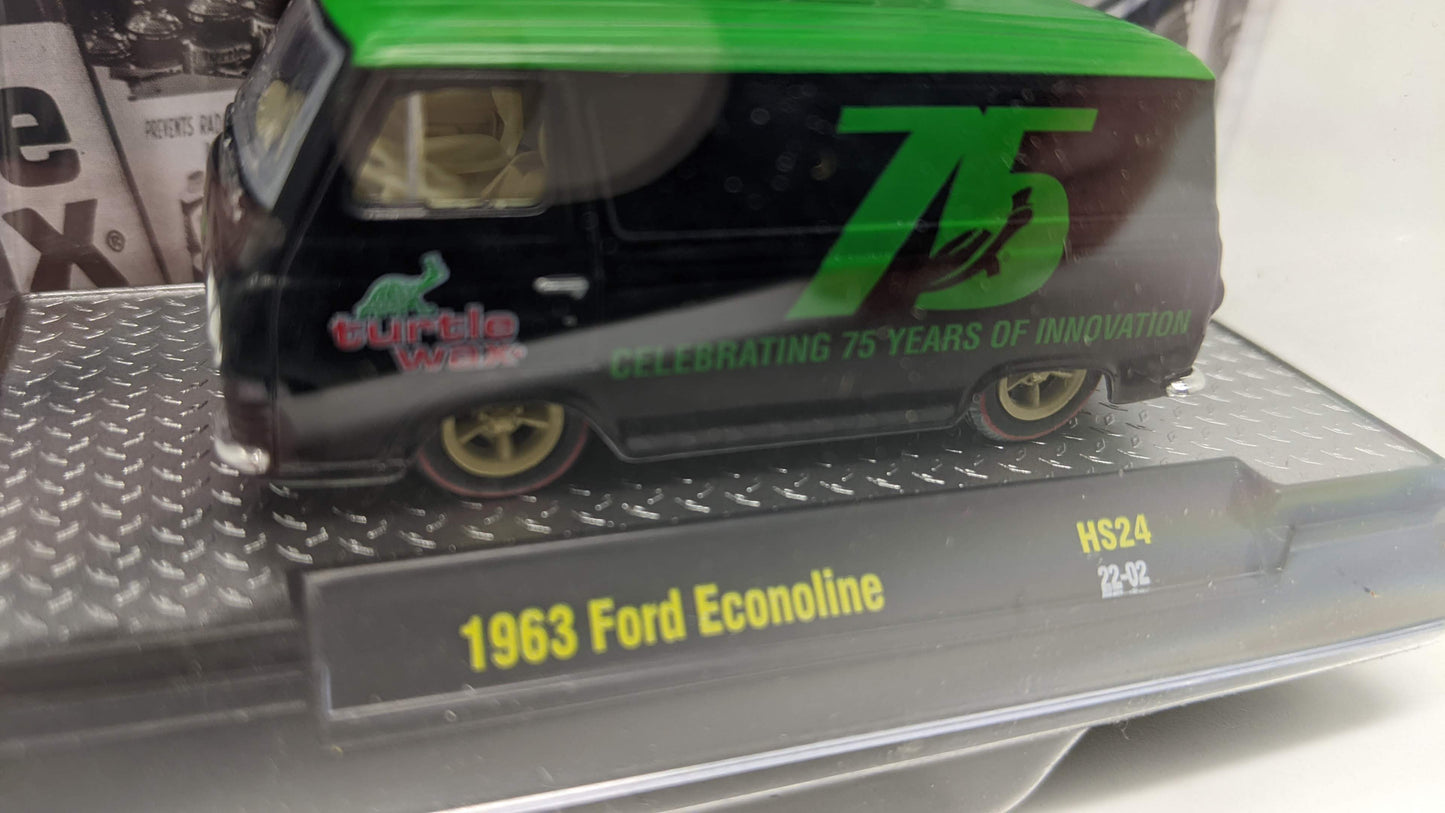 e
x®
PREVENTS
75
turtle
wax
CELEBRATING 75 YEARS OF INNOVATION
HS24
22-02
1963 Ford Econoline